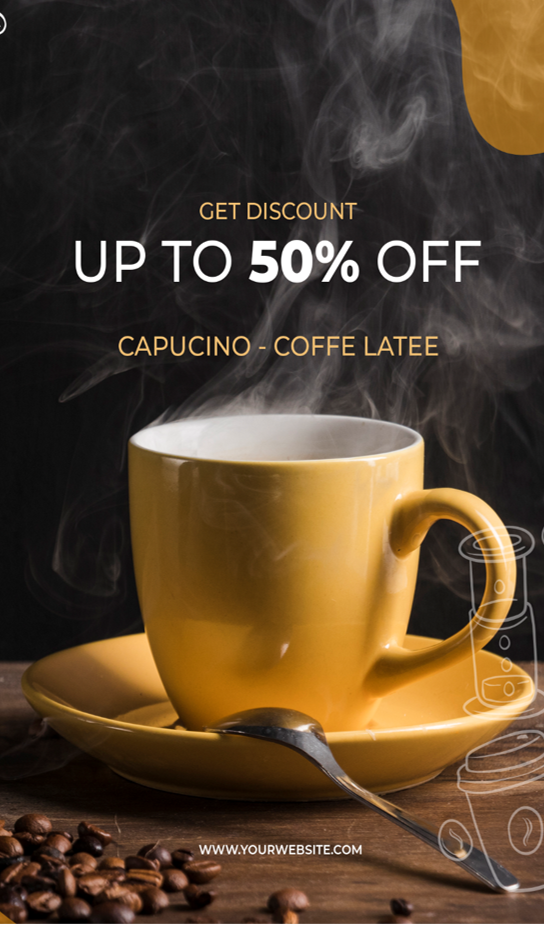 GET DISCOUNT
UP TO 50% OFF
CAPUCINO - COFFE LATEE
WWW.YOURWEBSITE.COM